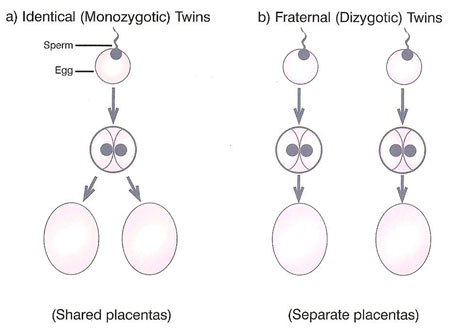 a) Identical (Monozygotic) Twins
b) Fraternal (Dizygotic) Twins
Sperm
Egg
(Shared placentas)
(Separate placentas)